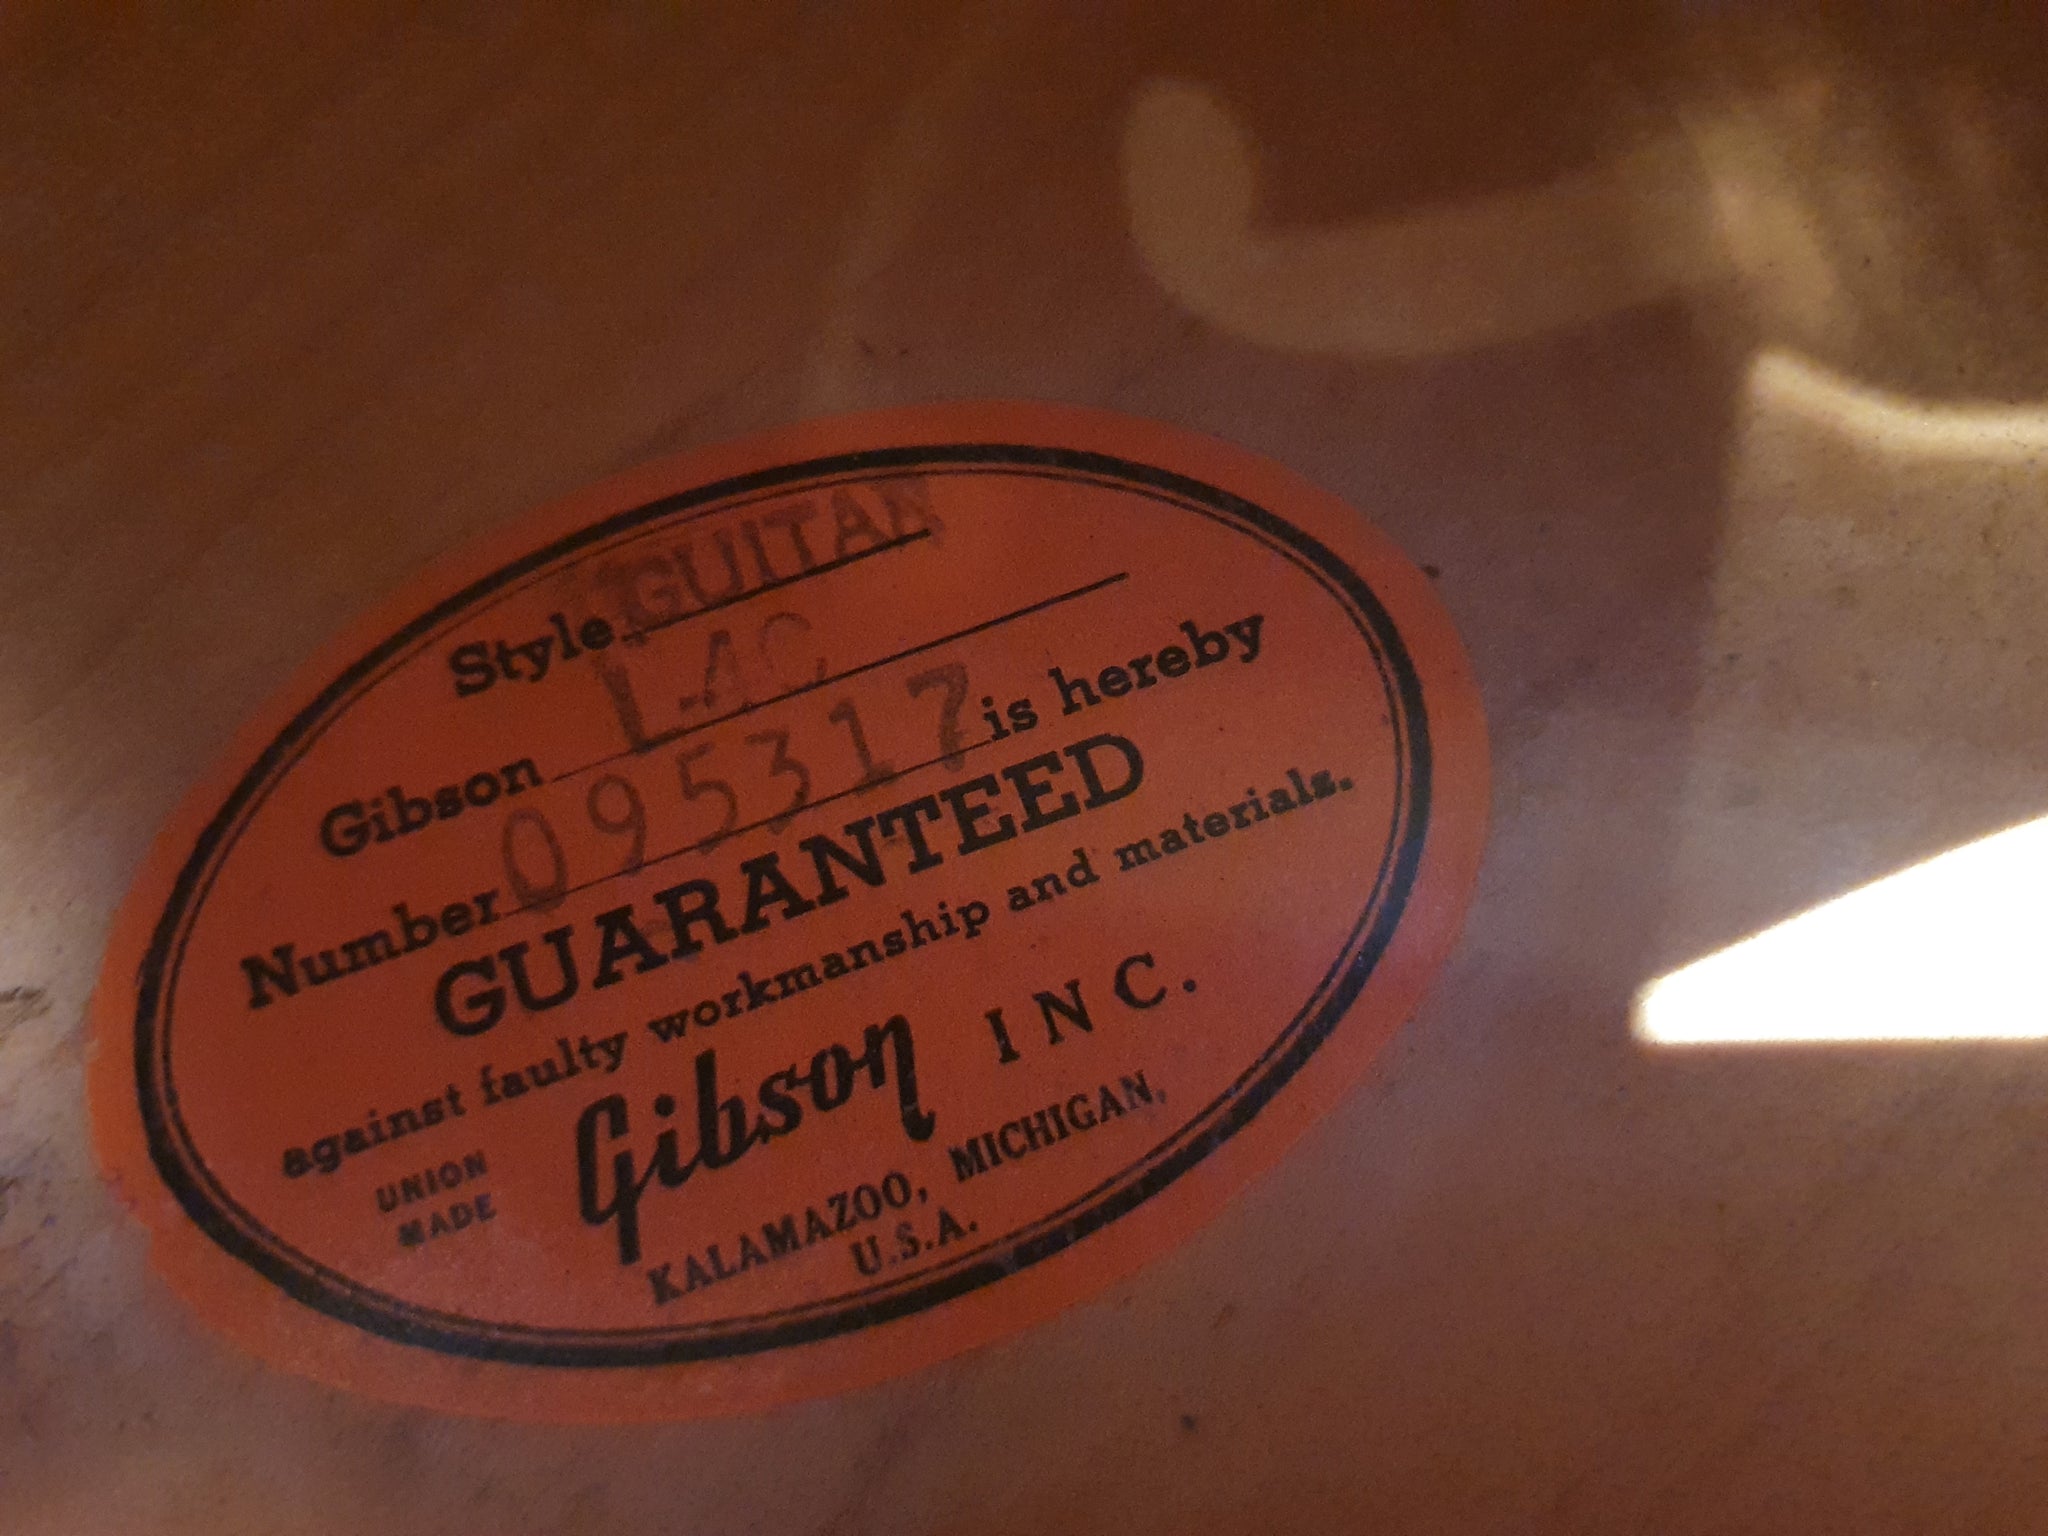 Style GUITAR
Gibson L-4C
Number 095317 is hereby
GUARANTEED
against faulty workmanship and materials.
UNION
MADE
Gibson INC.
KALAMAZOO, MICHIGAN,
U.S.A.